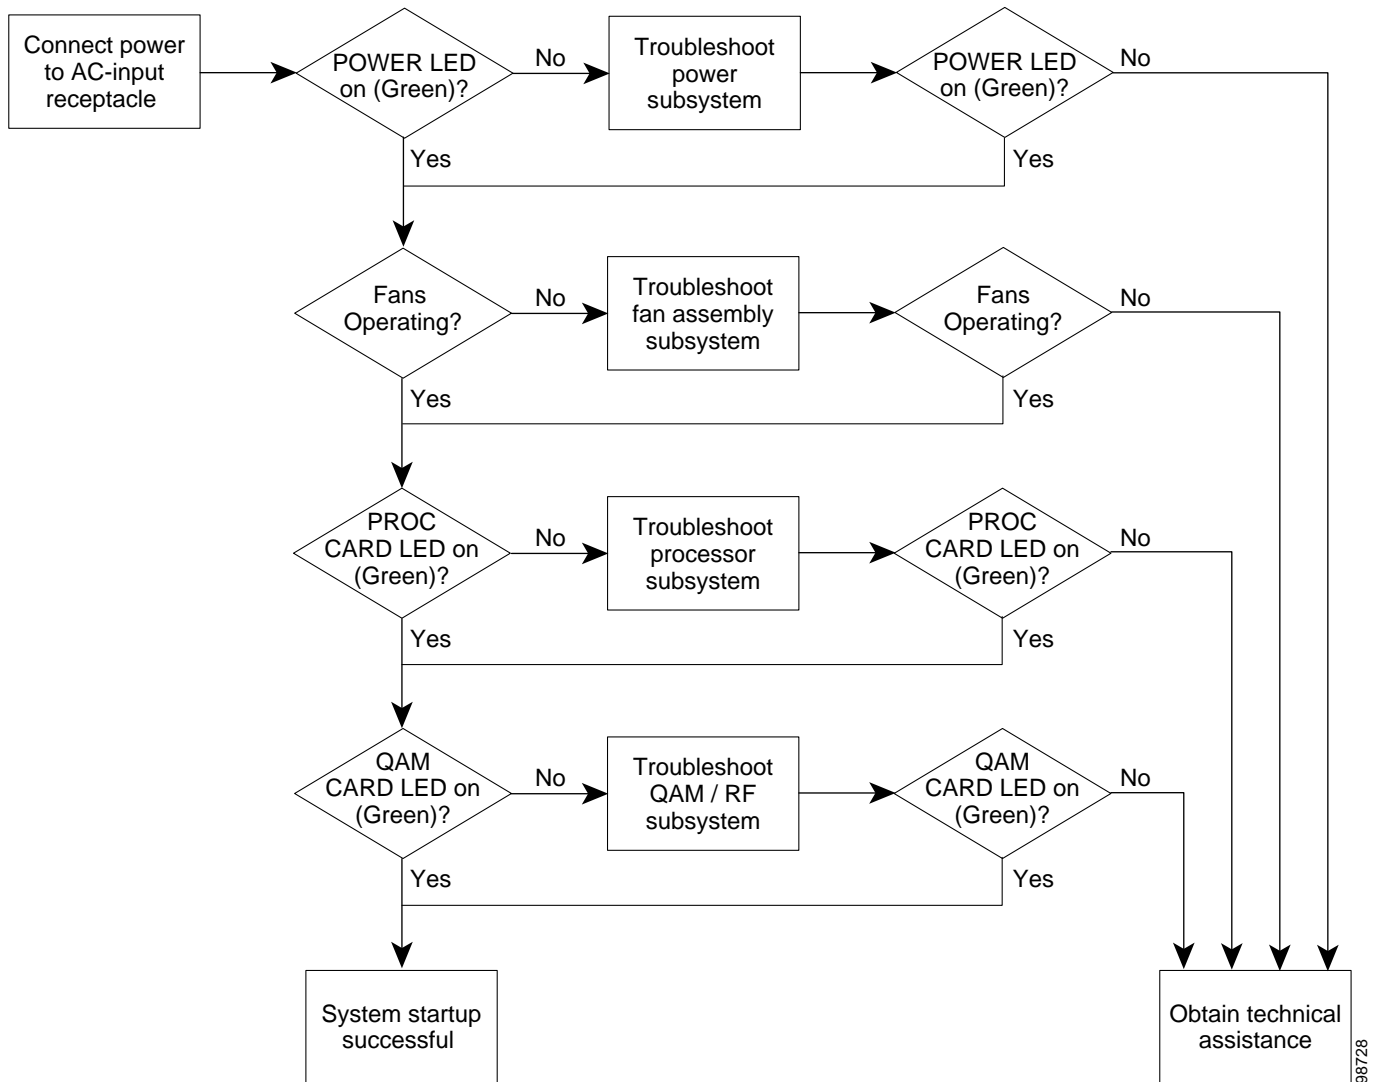 Connect power
to AC-input
receptacle
POWER LED
on (Green)?
No
Troubleshoot
power
subsystem
POWER LED
on (Green)?
No
Yes
Yes
Fans
Operating?
No
Troubleshoot
fan assembly
subsystem
Fans
Operating?
No
Yes
Yes
PROC
CARD LED on
(Green)?
No
Troubleshoot
processor
subsystem
PROC
CARD LED on
(Green)?
No
Yes
Yes
QAM
CARD LED on
(Green)?
No
Troubleshoot
QAM / RF
subsystem
QAM
CARD LED on
(Green)?
No
Yes
Yes
System startup
successful
Obtain technical
assistance
98728